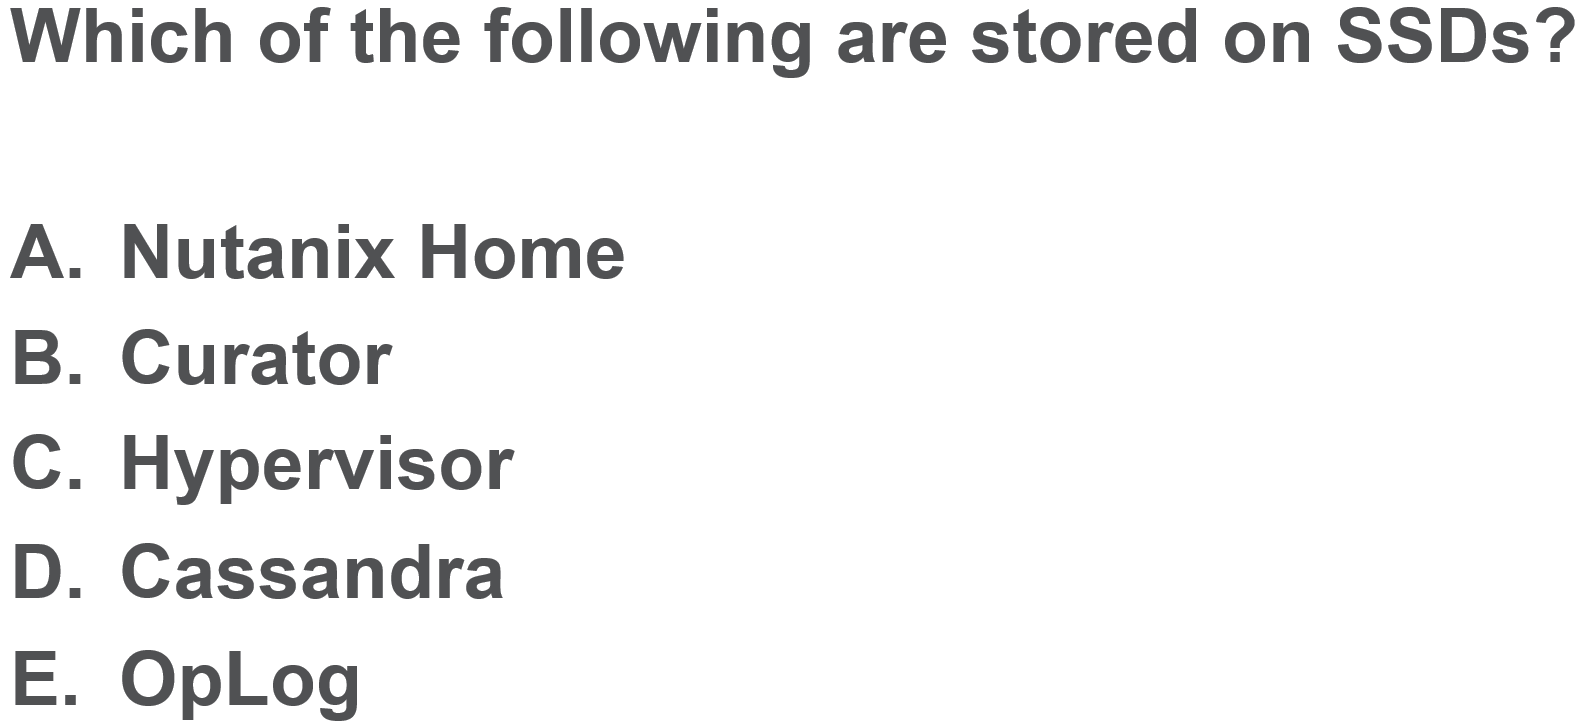 Which of the following are stored on SSDs?
A. Nutanix Home
B. Curator
C. Hypervisor
D. Cassandra
E. OpLog